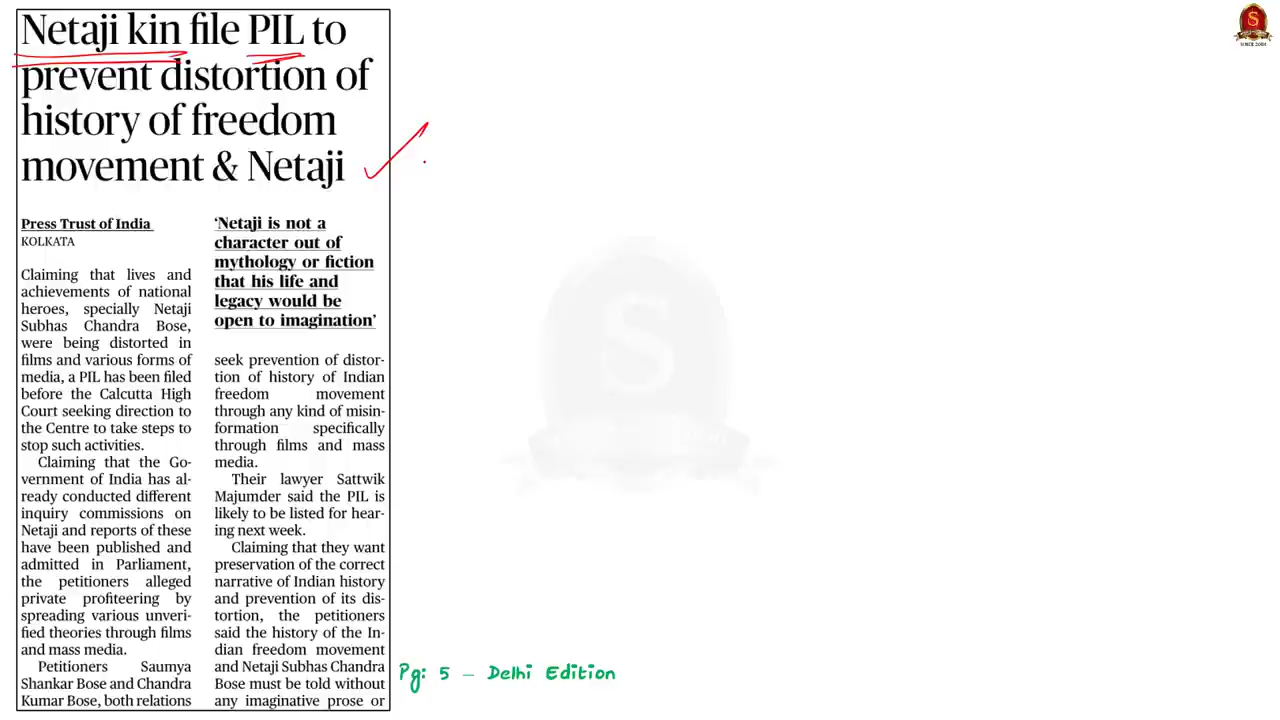 Netaji kin file PIL to
prevent distortion of
history of freedom
movement & Netaji
Press Trust of India
KOLKATA
Claiming that lives and
achievements of national
heroes, specially Netaji
Subhas Chandra Bose,
were being distorted in
films and various forms of
media, a PIL has been filed
before the Calcutta High
Court seeking direction to
the Centre to take steps to
stop such activities.
Claiming that the Go-
vernment of India has al-
ready conducted different
inquiry commissions on
Netaji and reports of these
have been published and
admitted in Parliament,
the petitioners alleged
private profiteering by
spreading various unveri-
fied theories through films
and mass media.
Petitioners Saumya
Shankar Bose and Chandra
Kumar Bose, both relations
'Netaji is not a
character out of
mythology or fiction
that his life and
legacy would be
open to imagination'
seek prevention of distor-
tion of history of Indian
freedom movement
through any kind of misin-
formation specifically
through films and mass
media.
Their lawyer Sattwik
Majumder said the PIL is
likely to be listed for hear-
ing next week.
Claiming that they want
preservation of the correct
narrative of Indian history
and prevention of its dis-
tortion, the petitioners
said the history of the In-
dian freedom movement
and Netaji Subhas Chandra
Bose must be told without
any imaginative prose or
Pg: 5 – Delhi Edition
S
SINCE 2004
S